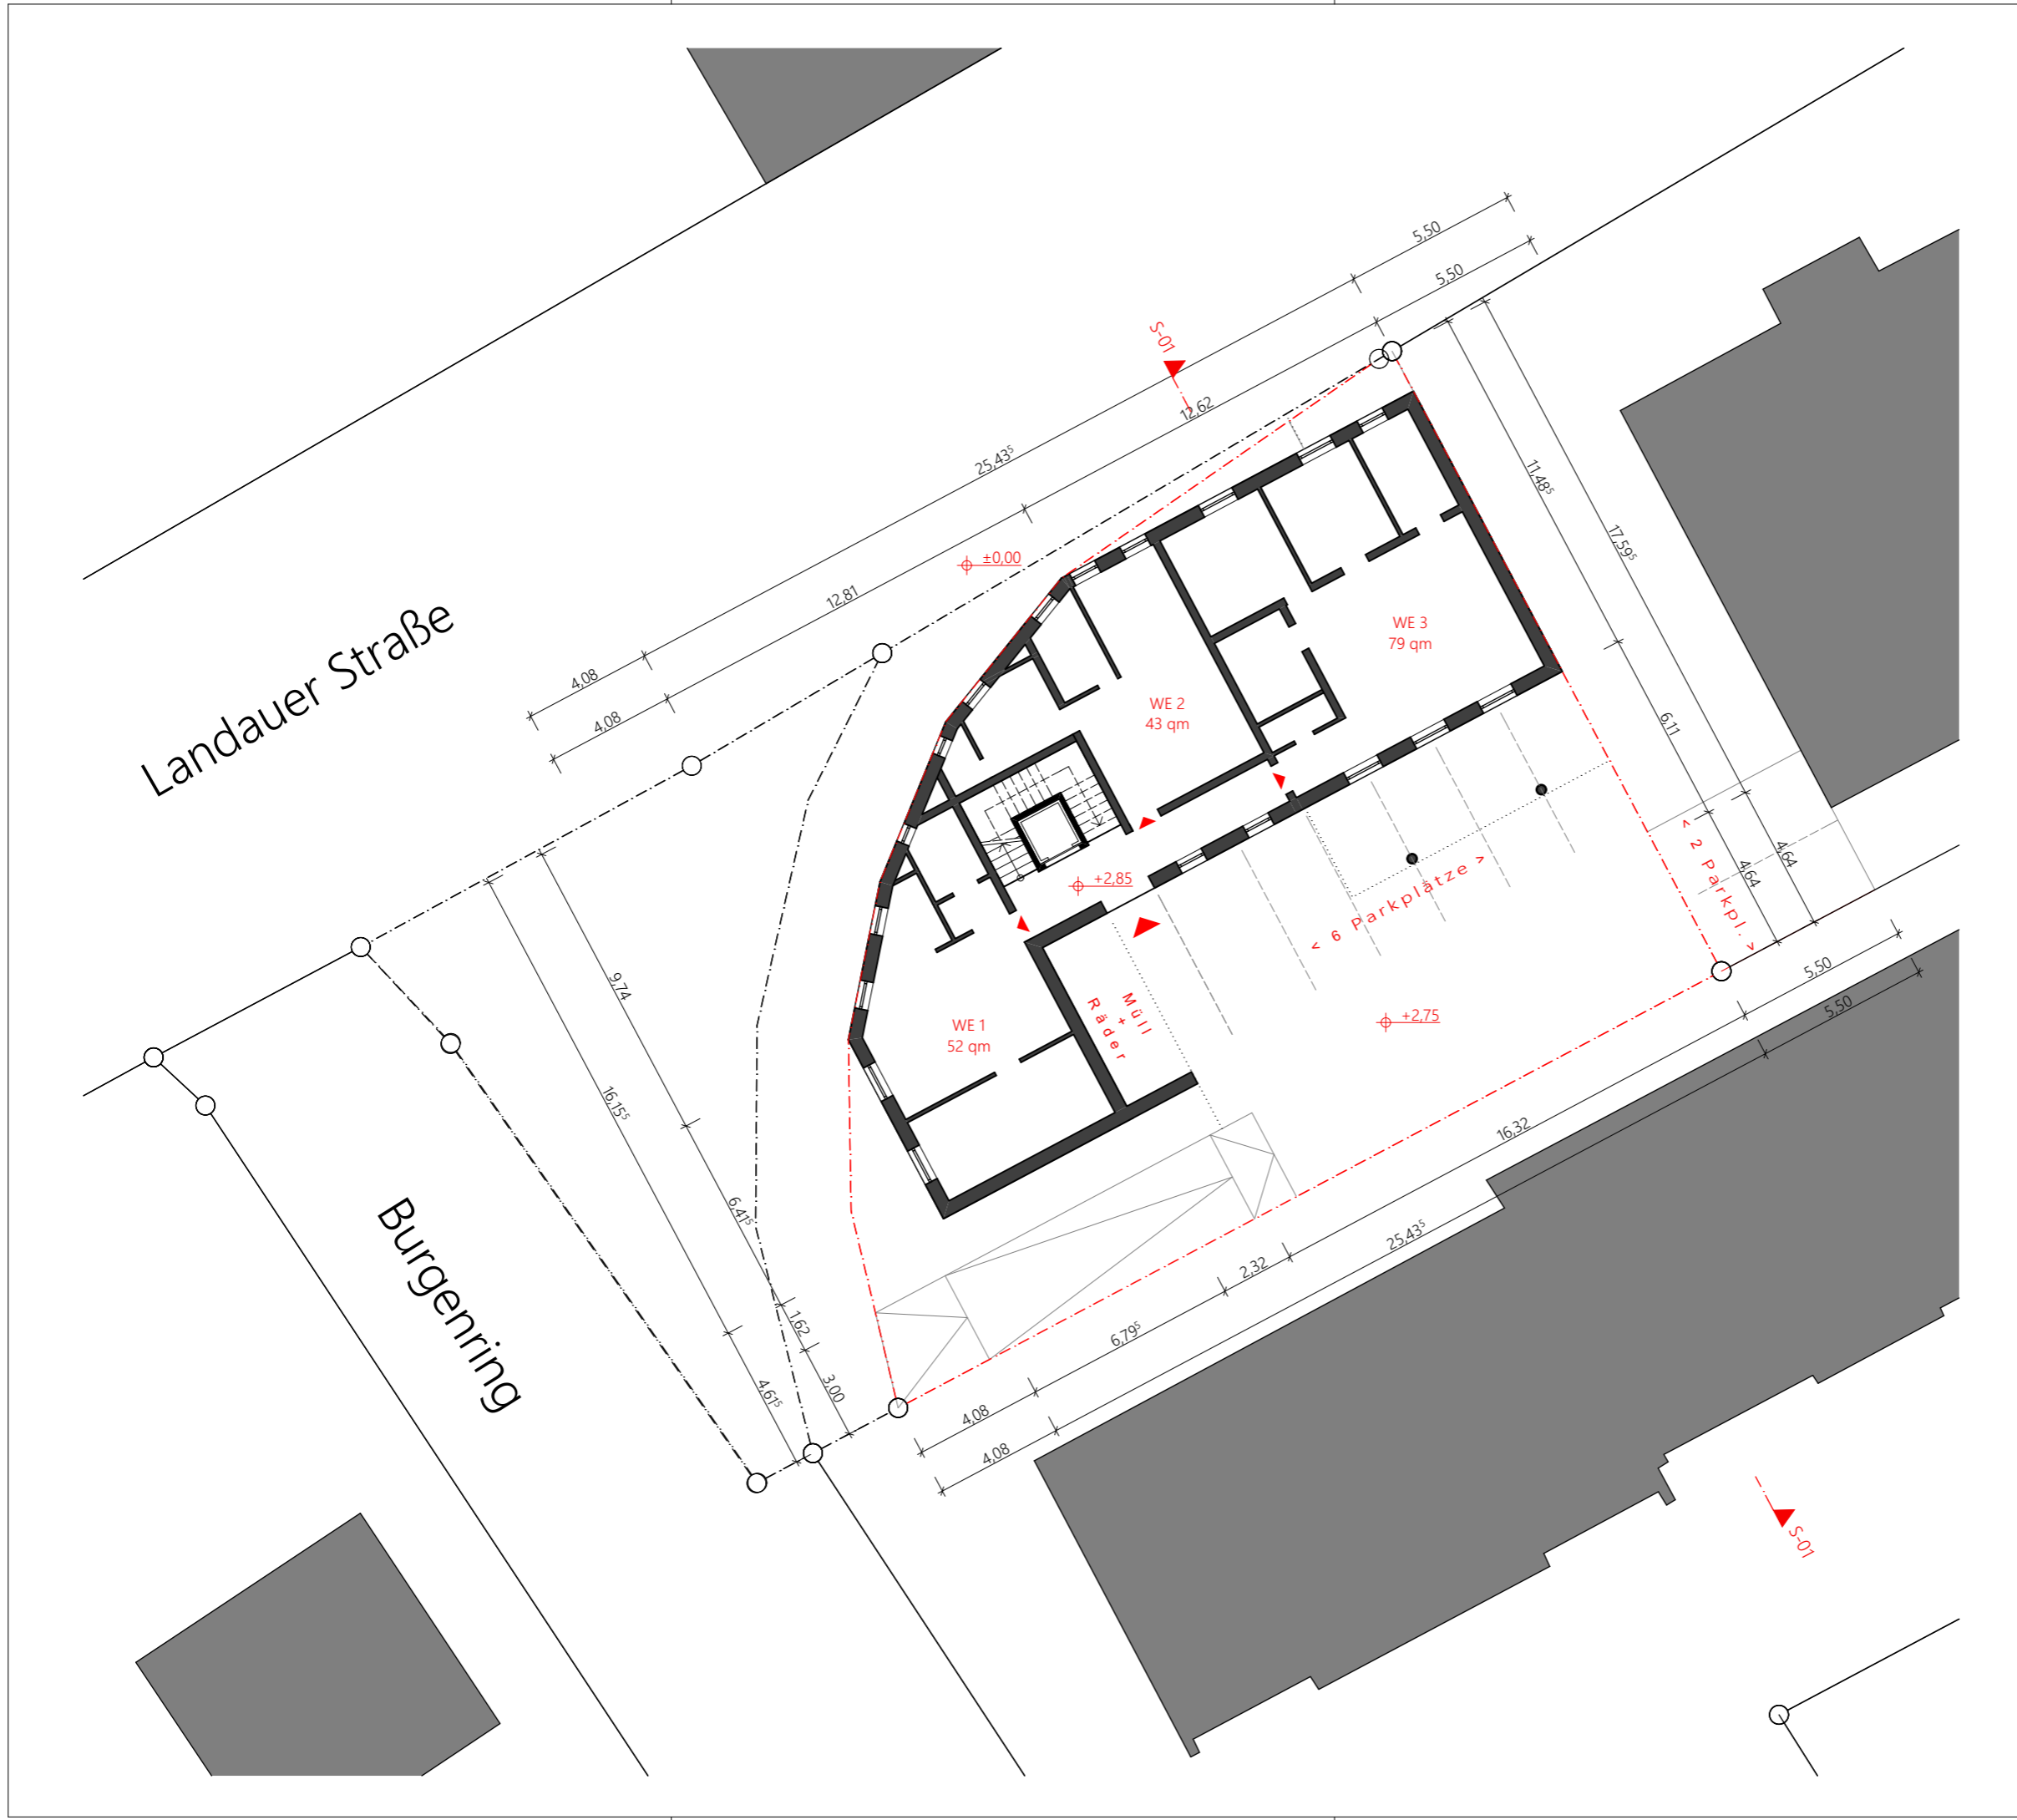 5,50
5,50
S-01
12,62
25,43⁵
±0,00
12,81
4,08
4,08
Landauer Straße
11,48⁵
17,59⁵
6,11
4,64
4,64
WE 3
79 qm
WE 2
43 qm
+2,85
< 6 Parkplätze >
< 2 Parkpl. >
Müll
+
Räder
+2,75
WE 1
52 qm
9,74
16,15⁵
6,41⁵
1,62
3,00
4,61⁵
Burgenring
5,50
5,50
16,32
25,43⁵
2,32
6,79⁵
4,08
4,08
S-01